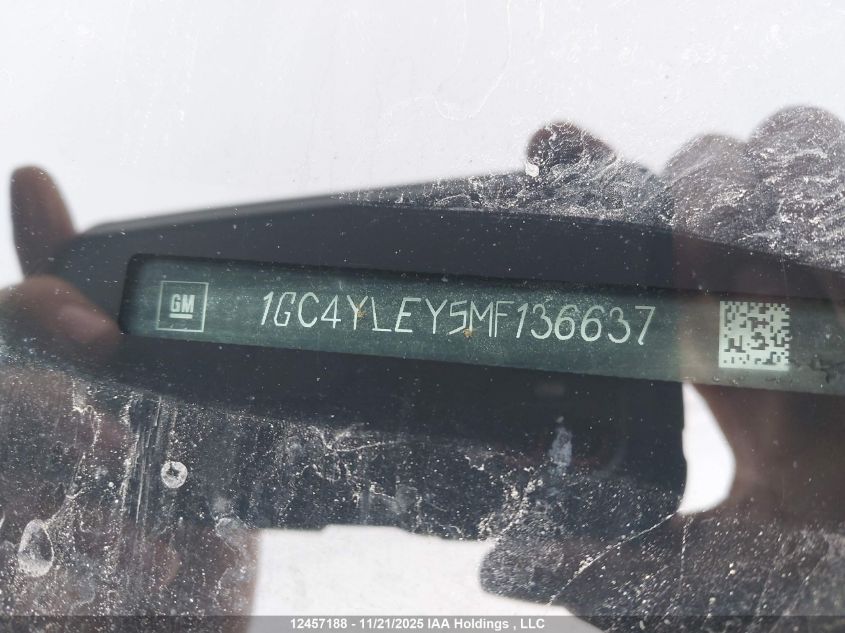 GM
1GC4YLEY5MF136637
12457188 - 11/21/2025 IAA Holdings , LLC